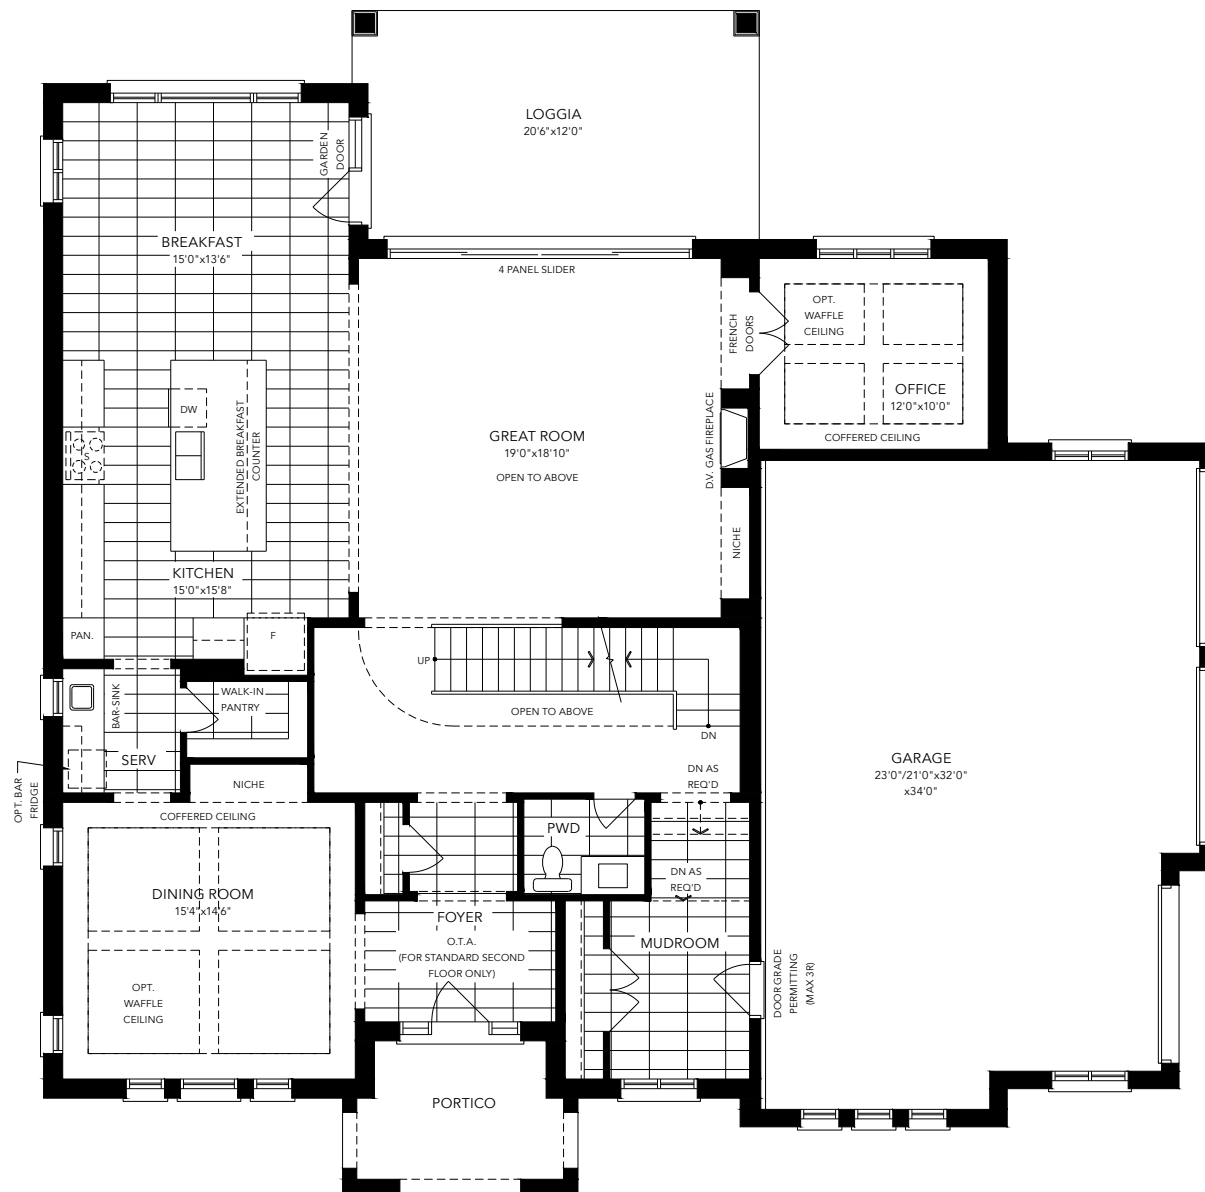 LOGGIA
20'6"x12'0"
GARDEN
DOOR
BREAKFAST
15'0"x13'6"
4 PANEL SLIDER
FRENCH
DOORS
OPT.
WAFFLE
CEILING
OFFICE
12'0"x10'0"
COFFERED CEILING
DW
S
EXTENDED BREAKFAST
COUNTER
GREAT ROOM
19'0"x18'10"
OPEN TO ABOVE
D.V. GAS FIREPLACE
NICHE
KITCHEN
15'0"x15'8"
PAN.
F
UP
BAR-SINK
WALK-IN
PANTRY
OPEN TO ABOVE
DN
SERV
OPT. BAR
FRIDGE
NICHE
DN AS
REQ'D
GARAGE
23'0"/21'0"x32'0"
x34'0"
COFFERED CEILING
PWD
DINING ROOM
15'4"x14'6"
DN AS
REQ'D
FOYER
O.T.A.
(FOR STANDARD SECOND
FLOOR ONLY)
MUDROOM
DOOR GRADE
PERMITTING
(MAX 3R)
OPT.
WAFFLE
CEILING
PORTICO